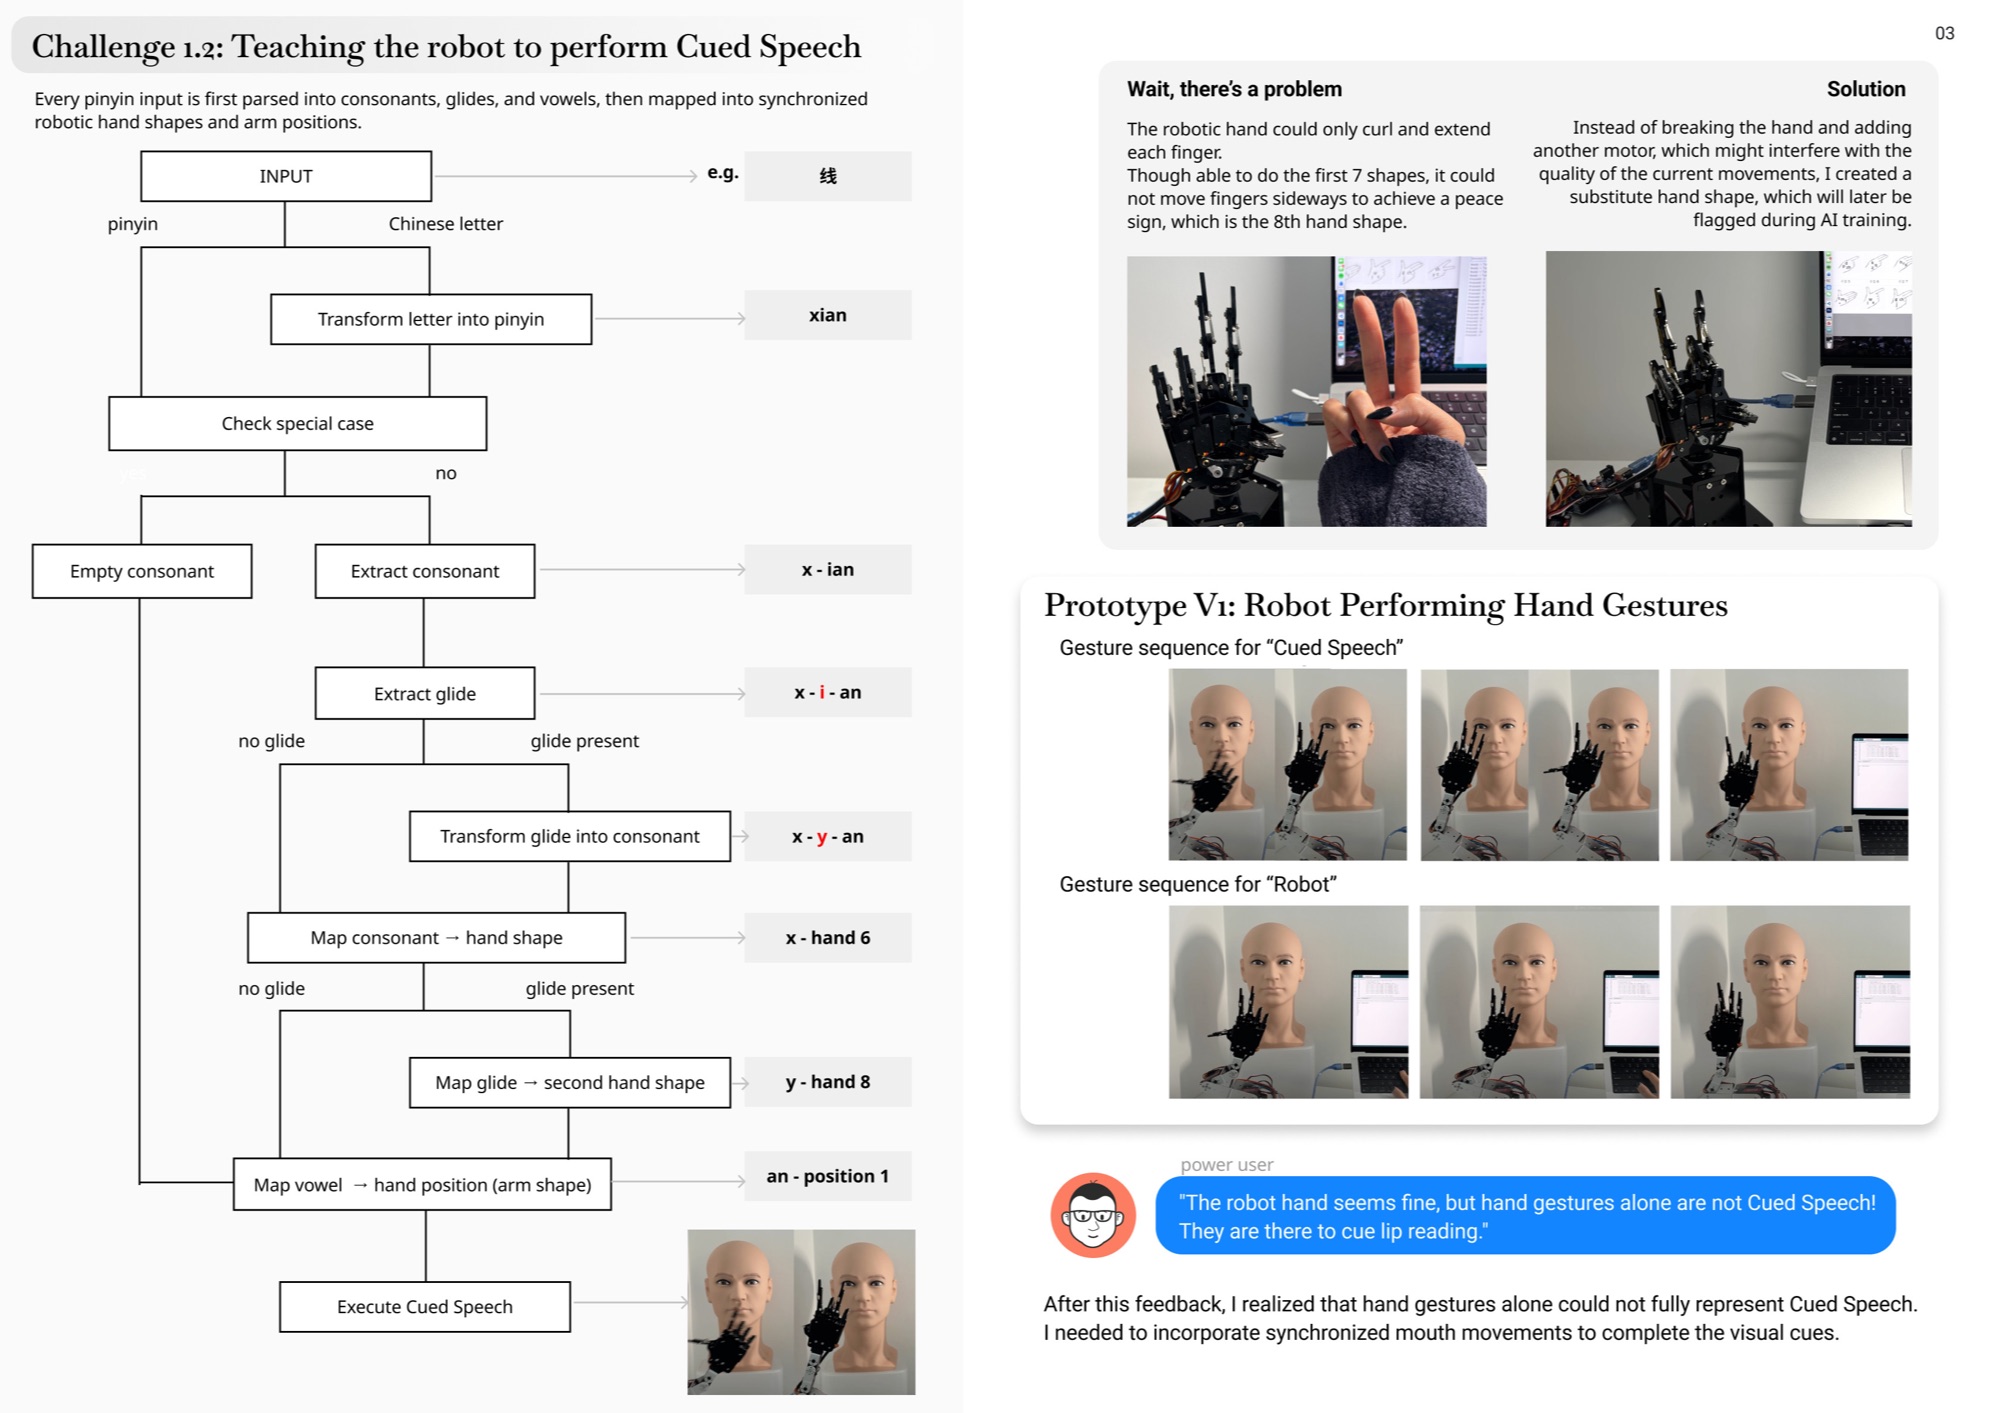 Challenge 1.2: Teaching the robot to perform Cued Speech
Every pinyin input is first parsed into consonants, glides, and vowels, then mapped into synchronized
robotic hand shapes and arm positions.
INPUT
e.g.
线
pinyin
Chinese letter
Transform letter into pinyin
xian
Check special case
yes
no
Empty consonant
Extract consonant
x - ian
Extract glide
x - i - an
no glide
glide present
Transform glide into consonant
x - y - an
Map consonant → hand shape
x - hand 6
no glide
glide present
Map glide → second hand shape
y - hand 8
Map vowel → hand position (arm shape)
an - position 1
Execute Cued Speech
03
Wait, there's a problem
The robotic hand could only curl and extend
each finger.
Though able to do the first 7 shapes, it could
not move fingers sideways to achieve a peace
sign, which is the 8th hand shape.
Solution
Instead of breaking the hand and adding
another motor, which might interfere with the
quality of the current movements, I created a
substitute hand shape, which will later be
flagged during AI training.
Prototype V1: Robot Performing Hand Gestures
Gesture sequence for “Cued Speech”
Gesture sequence for “Robot”
power user
"The robot hand seems fine, but hand gestures alone are not Cued Speech!
They are there to cue lip reading."
After this feedback, I realized that hand gestures alone could not fully represent Cued Speech.
I needed to incorporate synchronized mouth movements to complete the visual cues.